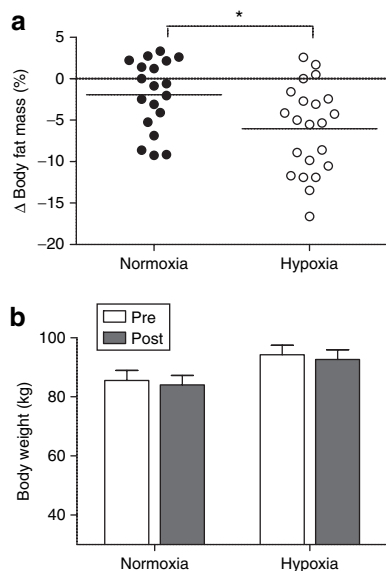 a
*
Δ Body fat mass (%)
5
0
−5
−10
−15
−20
Normoxia
Hypoxia
b
Pre
Post
Body weight (kg)
100
80
60
40
Normoxia
Hypoxia